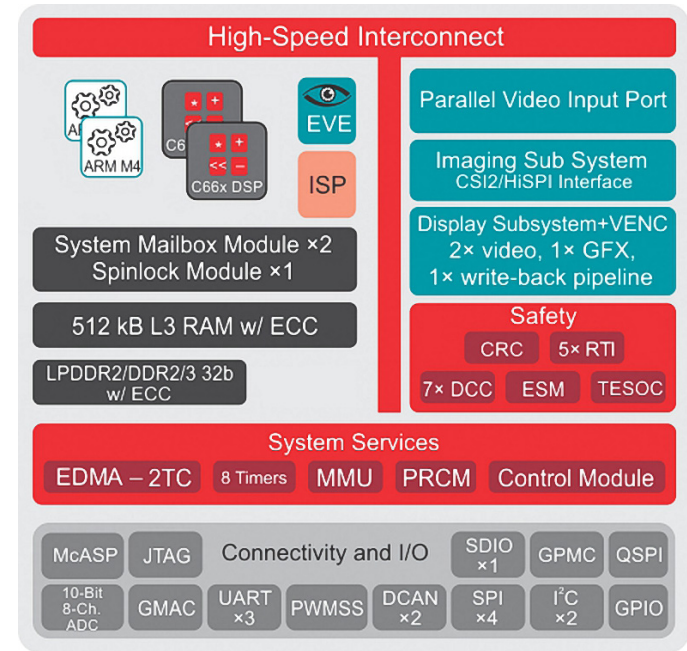 High-Speed Interconnect
AR
ARM M4
C6
C66x DSP
EVE
ISP
Parallel Video Input Port
Imaging Sub System
CSI2/HiSPI Interface
Display Subsystem+VENC
2× video, 1× GFX,
1× write-back pipeline
System Mailbox Module ×2
Spinlock Module ×1
512 kB L3 RAM w/ ECC
LPDDR2/DDR2/3 32b
w/ ECC
Safety
CRC
5× RTI
7× DCC
ESM
TESOC
System Services
EDMA – 2TC
8 Timers
MMU
PRCM
Control Module
McASP
JTAG
Connectivity and I/O
SDIO
×1
GPMC
QSPI
10-Bit
8-Ch.
ADC
GMAC
UART
×3
PWMSS
DCAN
×2
SPI
×4
I²C
×2
GPIO